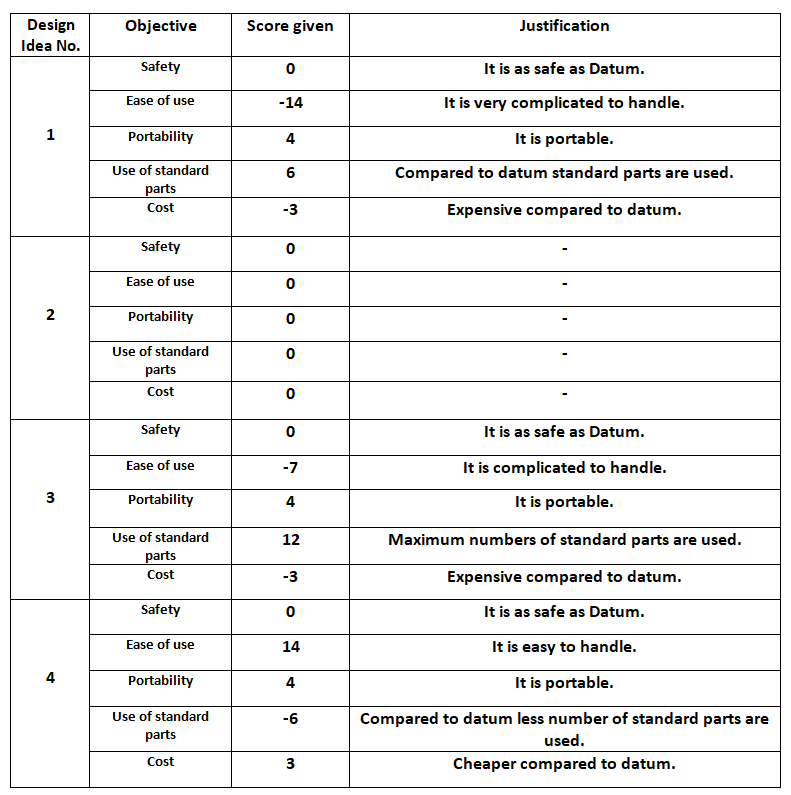 Design Objective Score given Justification
Idea No.
Safety 0 It is as safe as Datum.
Ease of use -14 It is very complicated to handle.
1 Portability 4 It is portable.
Use of standard 6 Compared to datum standard parts are used.
parts
Cost -3 Expensive compared to datum.
Safety 0 -
Ease of use 0 -
2 Portability 0 -
Use of standard 0 -
parts
Cost 0 -
Safety 0 It is as safe as Datum.
Ease of use -7 It is complicated to handle.
3 Portability 4 It is portable.
Use of standard 12 Maximum numbers of standard parts are used.
parts
Cost -3 Expensive compared to datum.
Safety 0 It is as safe as Datum.
Ease of use 14 It is easy to handle.
4 Portability 4 It is portable.
Use of standard -6 Compared to datum less number of standard parts are
parts used.
Cost 3 Cheaper compared to datum.